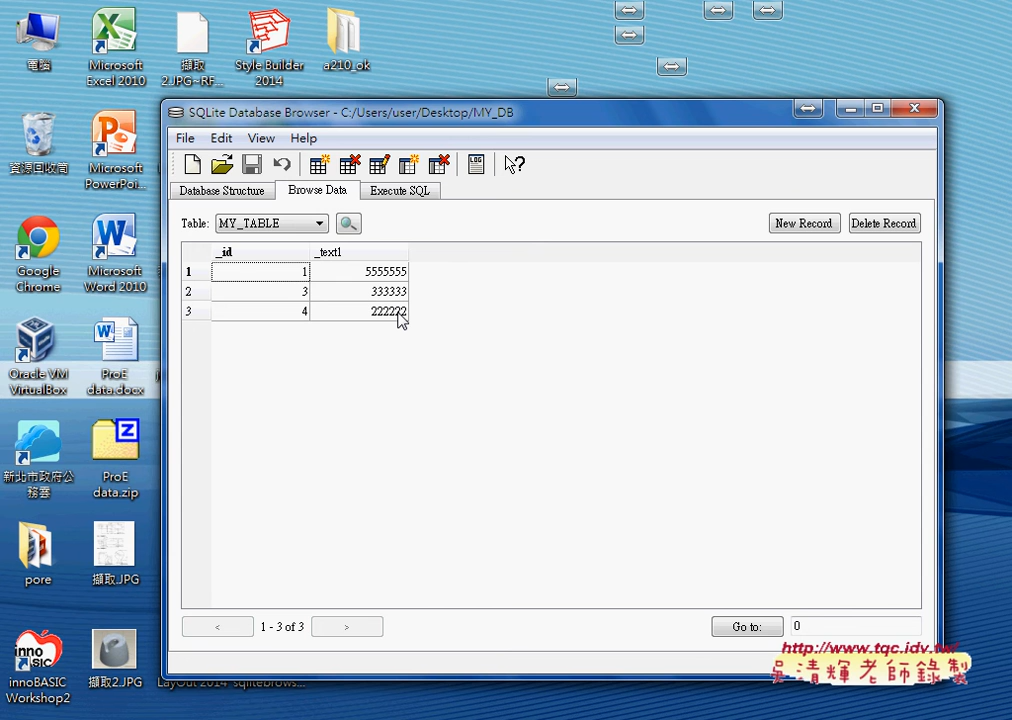 電腦
Microsoft
Excel 2010
擷取
2.JPG~RF...
Style Builder
2014
a210_ok
SQLite Database Browser - C:/Users/user/Desktop/MY_DB
File Edit View Help
LOG
資源回收筒
Microsoft
PowerPoi...
Database Structure Browse Data Execute SQL
Table: MY_TABLE New Record Delete Record
_id _text1
1 1 5555555
2 3 333333
3 4 222222
Google
Chrome
Microsoft
Word 2010
Oracle VM
VirtualBox
ProE
data.docx
新北市政府公
務雲
ProE
data.zip
pore
擷取.JPG
< 1 - 3 of 3 > Go to: 0
http://www.tqc.idv.tw/
吳清輝老師錄製
inno
BASIC
innoBASIC
Workshop2
擷取2.JPG
LayOut 2014
sqlitebrows...